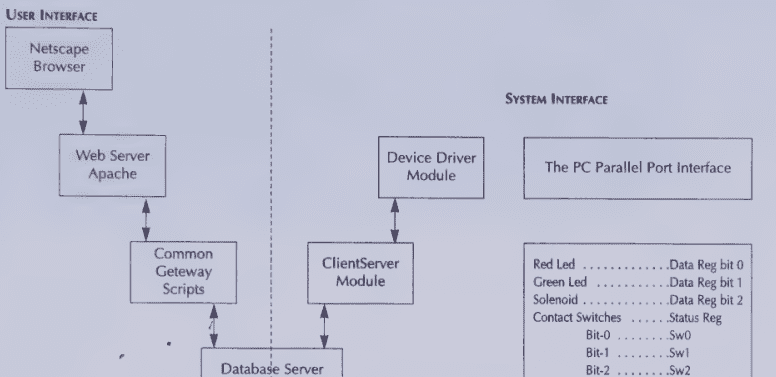 USER INTERFACE
Netscape
Browser
Web Server
Apache
Common
Geteway
Scripts
Database Server
Device Driver
Module
ClientServer
Module
SYSTEM INTERFACE
The PC Parallel Port Interface
Red Led ............Data Reg bit 0
Green Led ..........Data Reg bit 1
Solenoid ............Data Reg bit 2
Contact Switches ......Status Reg
Bit-0 ........Sw0
Bit-1 ........Sw1
Bit-2 ........Sw2